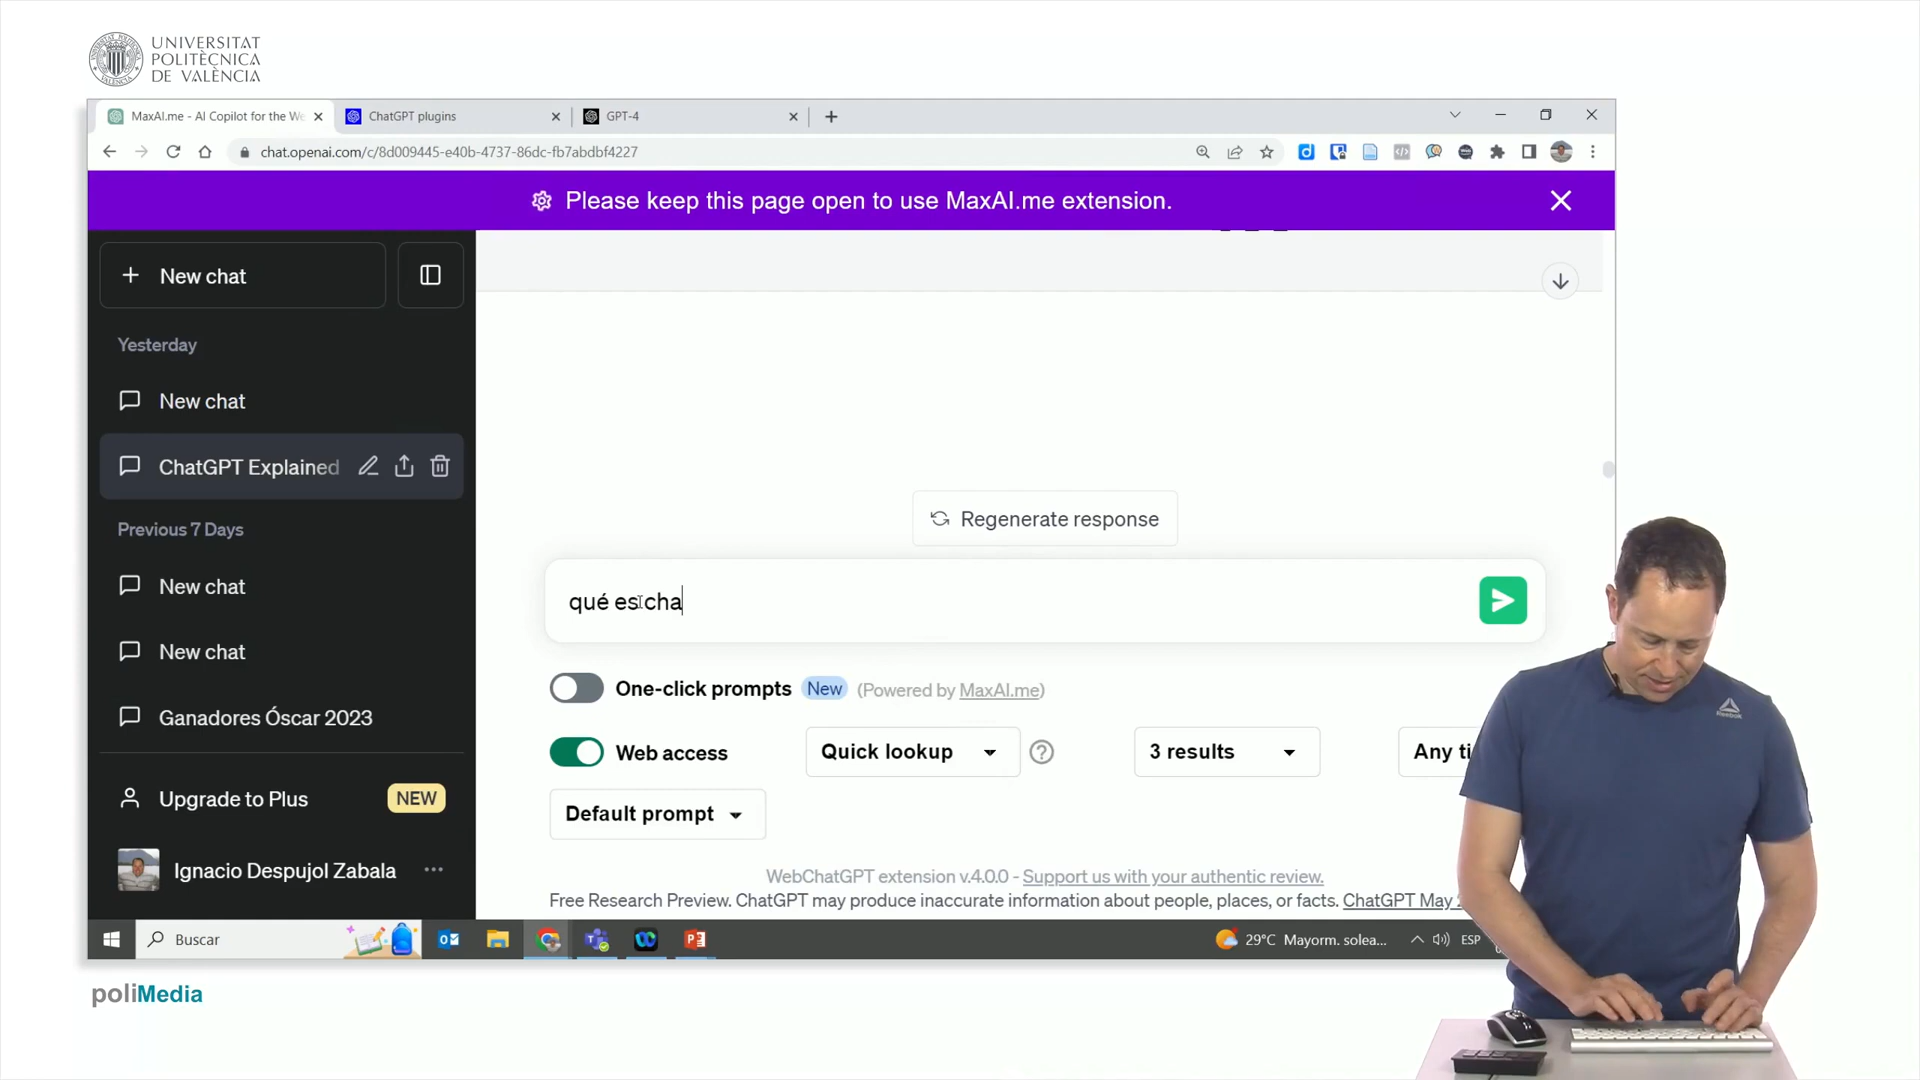 UNIVERSITAT
POLITÈCNICA
DE VALÈNCIA
MaxAI.me - AI Copilot for the We
ChatGPT plugins
GPT-4
chat.openai.com/c/8d009445-e40b-4737-86dc-fb7abdbf4227
Please keep this page open to use MaxAI.me extension.
New chat
Yesterday
New chat
ChatGPT Explained
Previous 7 Days
New chat
New chat
Ganadores Óscar 2023
Upgrade to Plus NEW
Ignacio Despujol Zabala
Regenerate response
qué es cha
One-click prompts New (Powered by MaxAI.me)
Web access Quick lookup 3 results Any ti
Default prompt
WebChatGPT extension v.4.0.0 - Support us with your authentic review.
Free Research Preview. ChatGPT may produce inaccurate information about people, places, or facts. ChatGPT May
Buscar
29°C Mayorm. solea...
ESP
poliMedia
Reebok